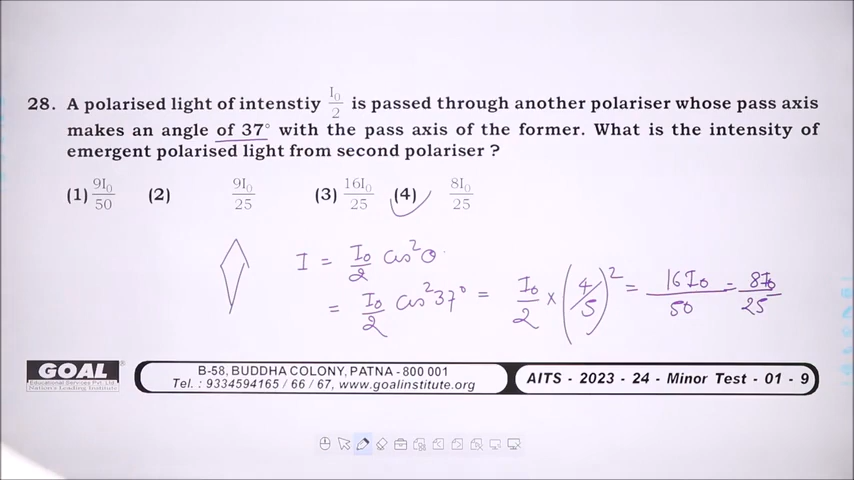 28. A polarised light of intenstiy I₀/2 is passed through another polariser whose pass axis
makes an angle of 37° with the pass axis of the former. What is the intensity of
emergent polarised light from second polariser ?
(1) 9I₀/50 (2) 9I₀/25 (3) 16I₀/25 (4) 8I₀/25
I = I₀/2 cos²θ
= I₀/2 cos²37° = I₀/2 × (4/5)² = 16I₀/50 = 8I₀/25
GOAL
Educational Services Pvt. Ltd.
Nation's Leading Institute
B-58, BUDDHA COLONY, PATNA - 800 001
Tel. : 9334594165 / 66 / 67, www.goalinstitute.org
AITS - 2023 - 24 - Minor Test - 01 - 9